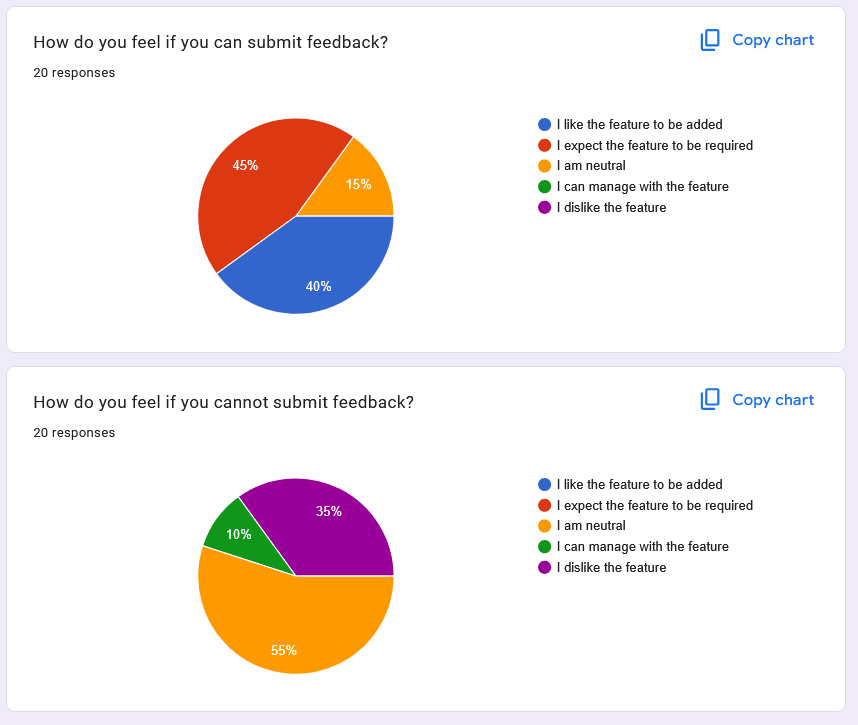 How do you feel if you can submit feedback?
Copy chart
20 responses
I like the feature to be added
I expect the feature to be required
I am neutral
I can manage with the feature
I dislike the feature
45%
15%
40%
How do you feel if you cannot submit feedback?
Copy chart
20 responses
I like the feature to be added
I expect the feature to be required
I am neutral
I can manage with the feature
I dislike the feature
35%
10%
55%